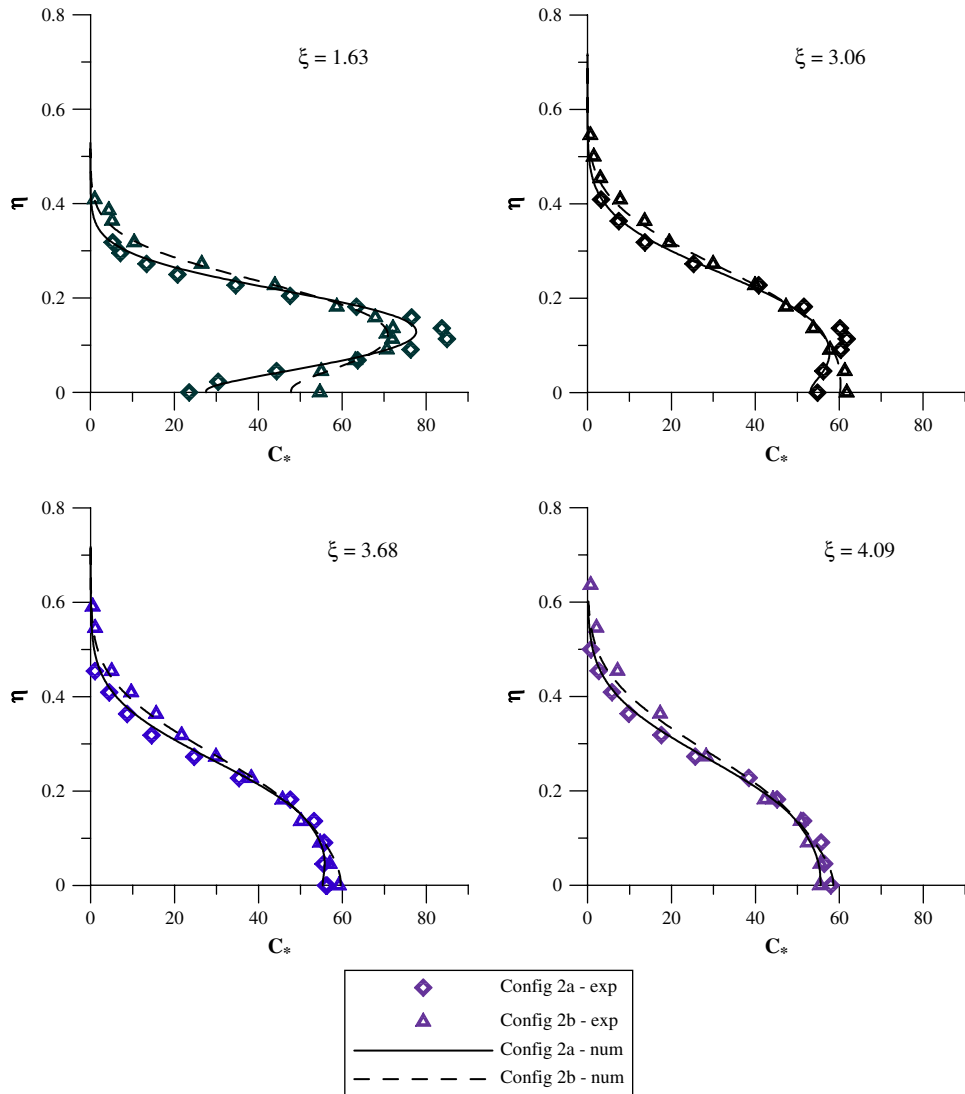 0.8
ξ = 1.63
0.6
η
0.4
0.2
0
0 20 40 60 80
C*
0.8
ξ = 3.06
0.6
η
0.4
0.2
0
0 20 40 60 80
C*
0.8
ξ = 3.68
0.6
η
0.4
0.2
0
0 20 40 60 80
C*
0.8
ξ = 4.09
0.6
η
0.4
0.2
0
0 20 40 60 80
C*
Config 2a - exp
Config 2b - exp
Config 2a - num
Config 2b - num